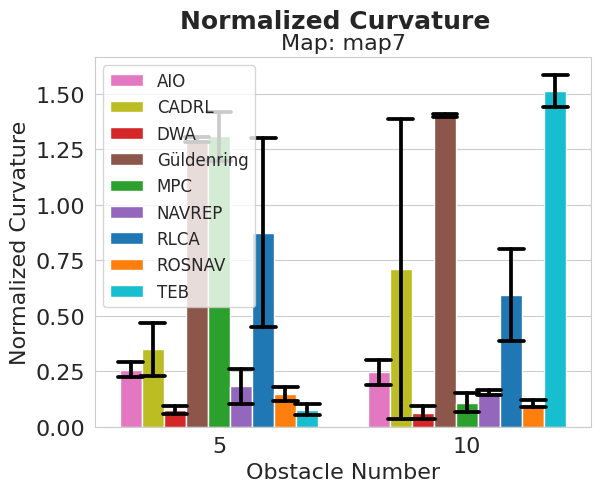 Normalized Curvature
Map: map7
Normalized Curvature
1.50
1.25
1.00
0.75
0.50
0.25
0.00
AIO
CADRL
DWA
Güldenring
MPC
NAVREP
RLCA
ROSNAV
TEB
5
10
Obstacle Number